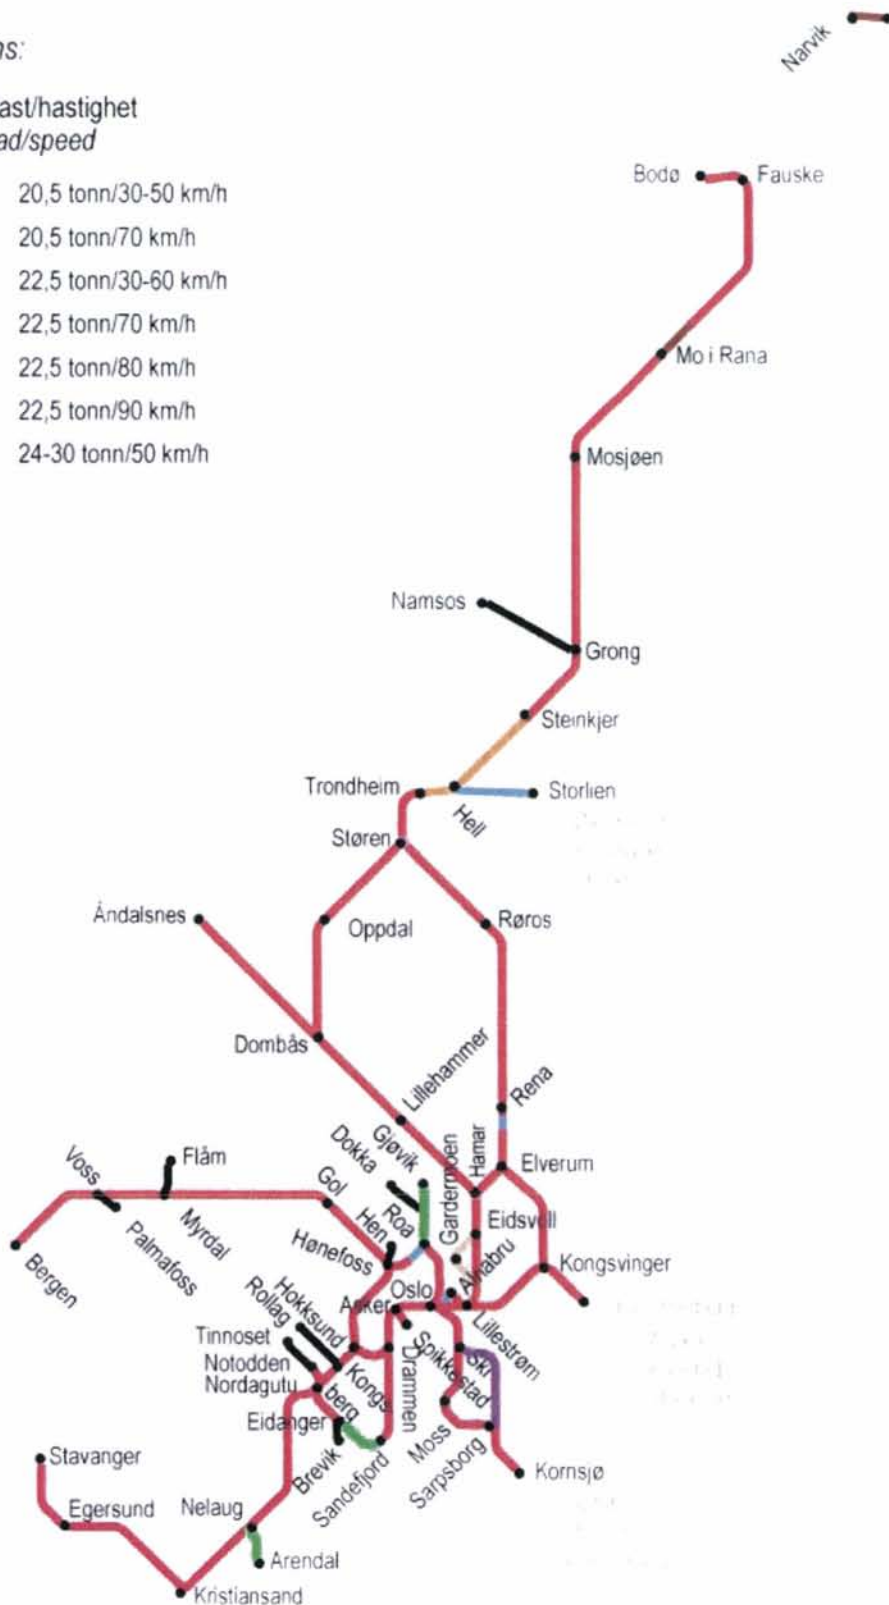 ns:
ast/hastighet
ad/speed
20,5 tonn/30-50 km/h
20,5 tonn/70 km/h
22,5 tonn/30-60 km/h
22,5 tonn/70 km/h
22,5 tonn/80 km/h
22,5 tonn/90 km/h
24-30 tonn/50 km/h
Narvik
Bodø
Fauske
Mo i Rana
Mosjøen
Namsos
Grong
Steinkjer
Trondheim
Hell
Storlien
Støren
Åndalsnes
Oppdal
Røros
Dombås
Lillehammer
Rena
Gjøvik
Dokka
Gardermoen
Hamar
Elverum
Voss
Flåm
Gol
Hen
Roa
Eidsvoll
Palmafoss
Myrdal
Hønefoss
Bergen
Alnabru
Kongsvinger
Oslo
Asker
Hokksund
Rollag
Lillestrøm
Tinnoset
Notodden
Nordagutu
Kongs
berg
Drammen
Spikkestad
Ski
Eidanger
Brevik
Sandefjord
Moss
Sarpsborg
Kornsjø
Stavanger
Egersund
Nelaug
Arendal
Kristiansand